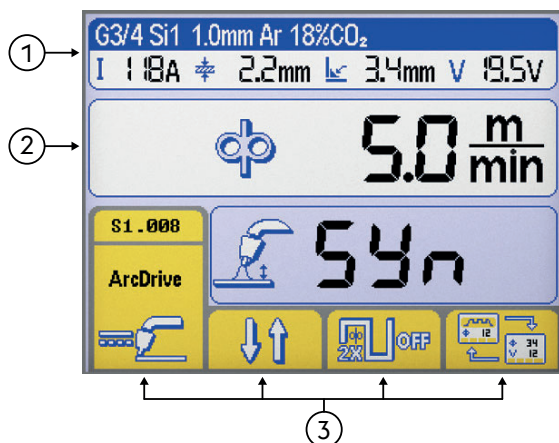 G3/4 Si1 1.0mm Ar 18%CO₂
I 118A 2.2mm 3.4mm V 19.5V
1
2
5.0 m/min
S1.008
ArcDrive
Syn
2X OFF
12
34
V 12
3